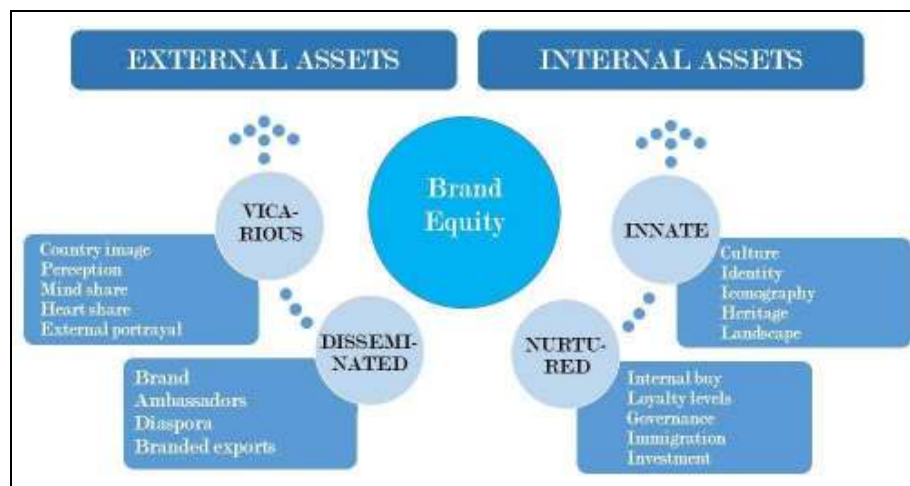 EXTERNAL ASSETS
INTERNAL ASSETS
Brand
Equity
VICA-
RIOUS
Country image
Perception
Mind share
Heart share
External portrayal
DISSEMI-
NATED
Brand
Ambassadors
Diaspora
Branded exports
INNATE
Culture
Identity
Iconography
Heritage
Landscape
NURTU-
RED
Internal buy
Loyalty levels
Governance
Immigration
Investment